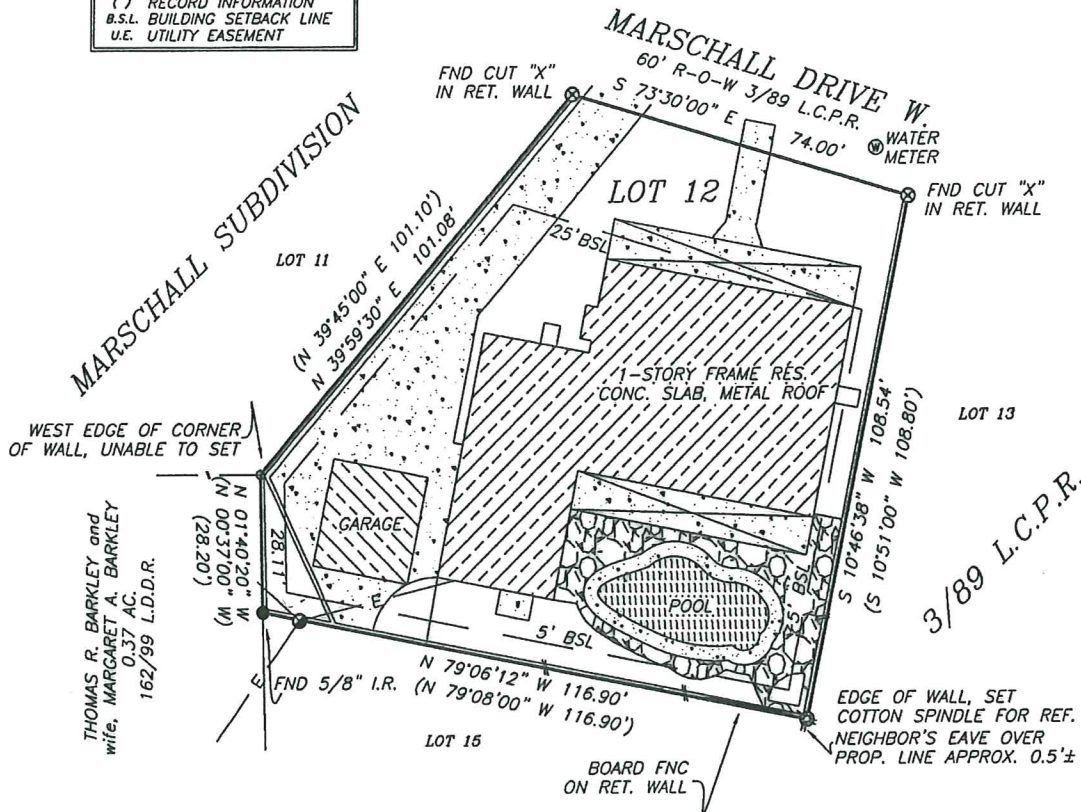 ( ) RECORD INFORMATION
B.S.L. BUILDING SETBACK LINE
U.E. UTILITY EASEMENT
MARSCHALL DRIVE W.
60' R-O-W 3/89 L.C.P.R.
S 73°30'00" E 74.00'
WATER
METER
W
FND CUT "X"
IN RET. WALL
FND CUT "X"
IN RET. WALL
MARSCHALL SUBDIVISION
LOT 12
25' BSL
LOT 11
(N 39°45'00" E 101.10')
N 39°59'30" E 101.08'
1-STORY FRAME RES.
CONC. SLAB, METAL ROOF
S 10°46'38" W 108.54'
(S 10°51'00" W 108.80')
LOT 13
WEST EDGE OF CORNER
OF WALL, UNABLE TO SET
N 01°40'20" W
28.11'
(N 00°37'00" W)
(28.20')
GARAGE
POOL
5' BSL
5' BSL
E
E
3/89 L.C.P.R.
THOMAS R. BARKLEY and
wife, MARGARET A. BARKLEY
0.37 AC.
162/99 L.D.D.R.
N 79°06'12" W 116.90'
FND 5/8" I.R. (N 79°08'00" W 116.90')
LOT 15
EDGE OF WALL, SET
COTTON SPINDLE FOR REF.
NEIGHBOR'S EAVE OVER
PROP. LINE APPROX. 0.5'±
BOARD FNC
ON RET. WALL